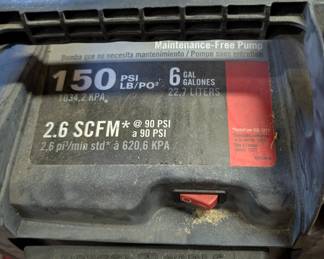 Maintenance-Free Pump
Bomba que no necesita mantenimiento / Pompe sans entretien
150 PSI LB/PO²
1034,2 KPA
6 GAL GALONES
22,7 LITERS
2.6 SCFM* @ 90 PSI a 90 PSI
2,6 pi³/min std* à 620,6 KPA